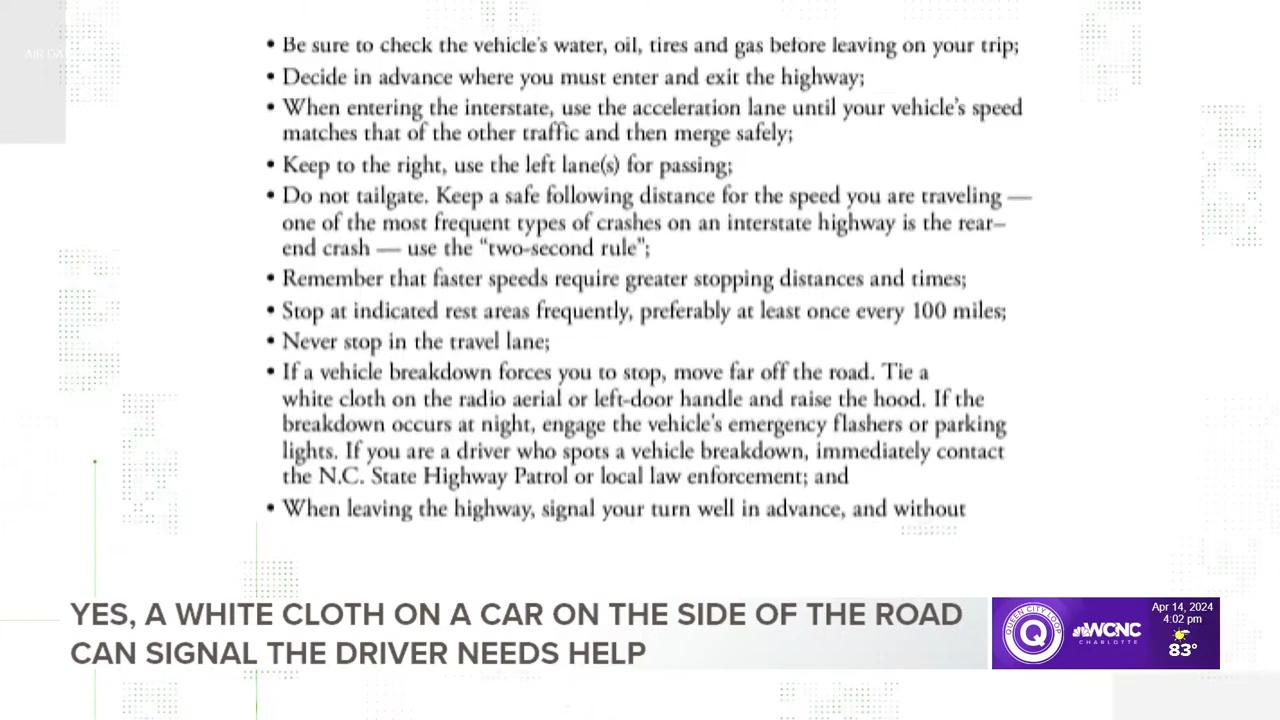 AIR DA
• Be sure to check the vehicle's water, oil, tires and gas before leaving on your trip;
• Decide in advance where you must enter and exit the highway;
• When entering the interstate, use the acceleration lane until your vehicle's speed
matches that of the other traffic and then merge safely;
• Keep to the right, use the left lane(s) for passing;
• Do not tailgate. Keep a safe following distance for the speed you are traveling —
one of the most frequent types of crashes on an interstate highway is the rear–
end crash — use the “two-second rule”;
• Remember that faster speeds require greater stopping distances and times;
• Stop at indicated rest areas frequently, preferably at least once every 100 miles;
• Never stop in the travel lane;
• If a vehicle breakdown forces you to stop, move far off the road. Tie a
white cloth on the radio aerial or left-door handle and raise the hood. If the
breakdown occurs at night, engage the vehicle's emergency flashers or parking
lights. If you are a driver who spots a vehicle breakdown, immediately contact
the N.C. State Highway Patrol or local law enforcement; and
• When leaving the highway, signal your turn well in advance, and without
YES, A WHITE CLOTH ON A CAR ON THE SIDE OF THE ROAD
CAN SIGNAL THE DRIVER NEEDS HELP
QUEEN CITY LOOP
Q
WCNC
CHARLOTTE
Apr 14, 2024
4:02 pm
83°